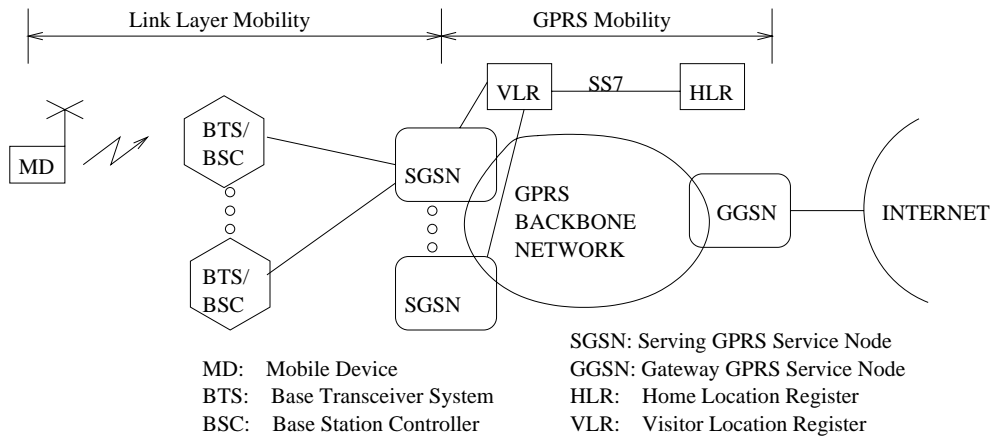 Link Layer Mobility
GPRS Mobility
VLR
SS7
HLR
BTS/
BSC
MD
SGSN
GPRS
BACKBONE
NETWORK
GGSN
INTERNET
BTS/
BSC
SGSN
SGSN: Serving GPRS Service Node
MD: Mobile Device
GGSN: Gateway GPRS Service Node
BTS: Base Transceiver System
HLR: Home Location Register
BSC: Base Station Controller
VLR: Visitor Location Register